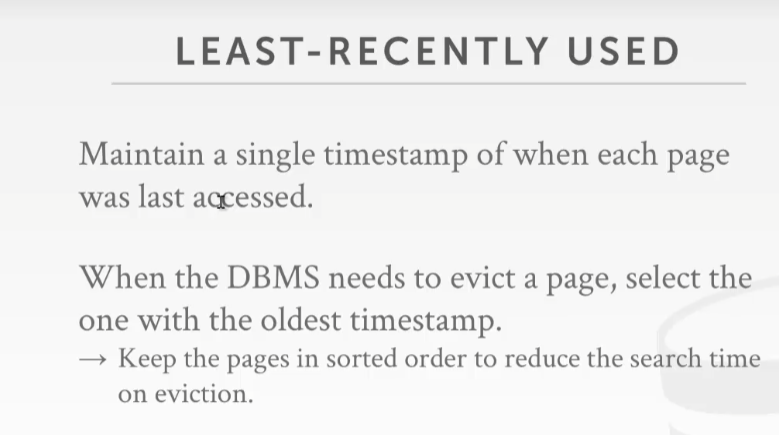 LEAST-RECENTLY USED
Maintain a single timestamp of when each page
was last accessed.
When the DBMS needs to evict a page, select the
one with the oldest timestamp.
→ Keep the pages in sorted order to reduce the search time
on eviction.